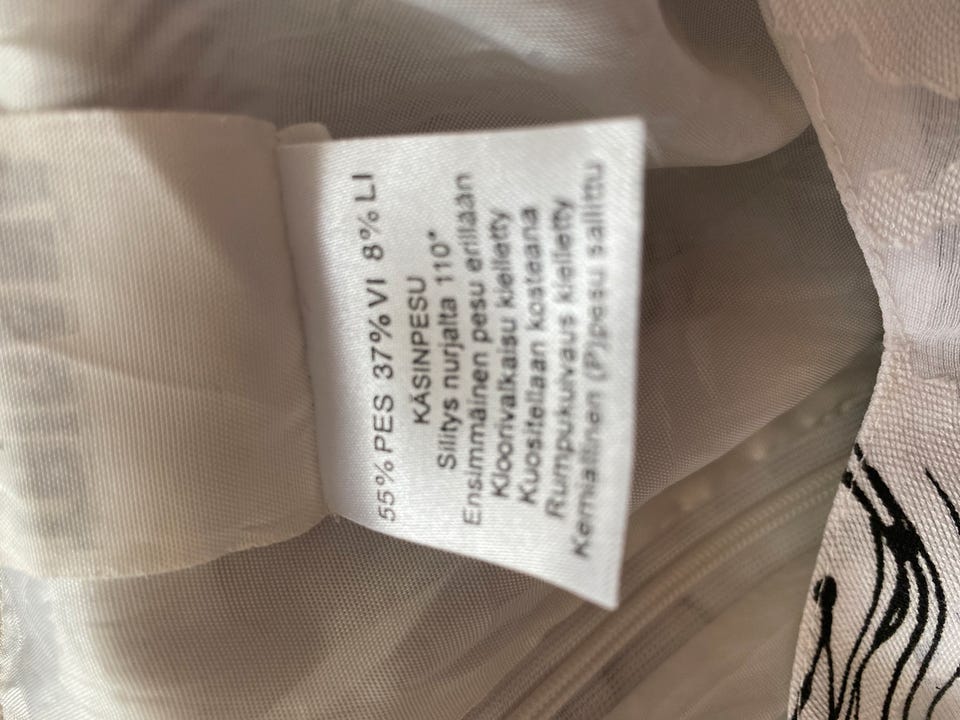 55% PES 37% VI 8% LI
KÄSINPESU
Silitys nurjalta 110°
Ensimmäinen pesu erillään
Kloorivalkaisu kielletty
Kuositellaan kosteana
Rumpukuivaus kielletty
Kemiallinen (P)pesu sallittu